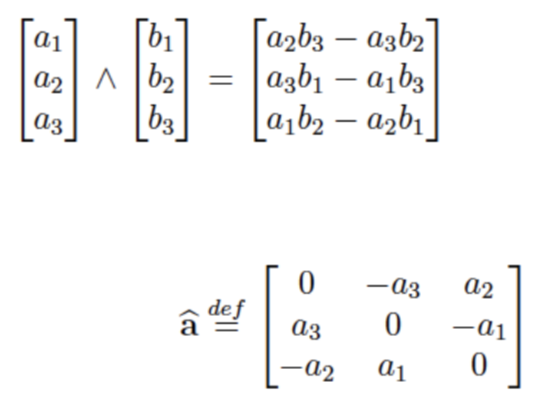 [a₁ a₂ a₃] ∧ [b₁ b₂ b₃] = [a₂b₃ − a₃b₂ a₃b₁ − a₁b₃ a₁b₂ − a₂b₁]
â def= [0 −a₃ a₂
a₃ 0 −a₁
−a₂ a₁ 0]